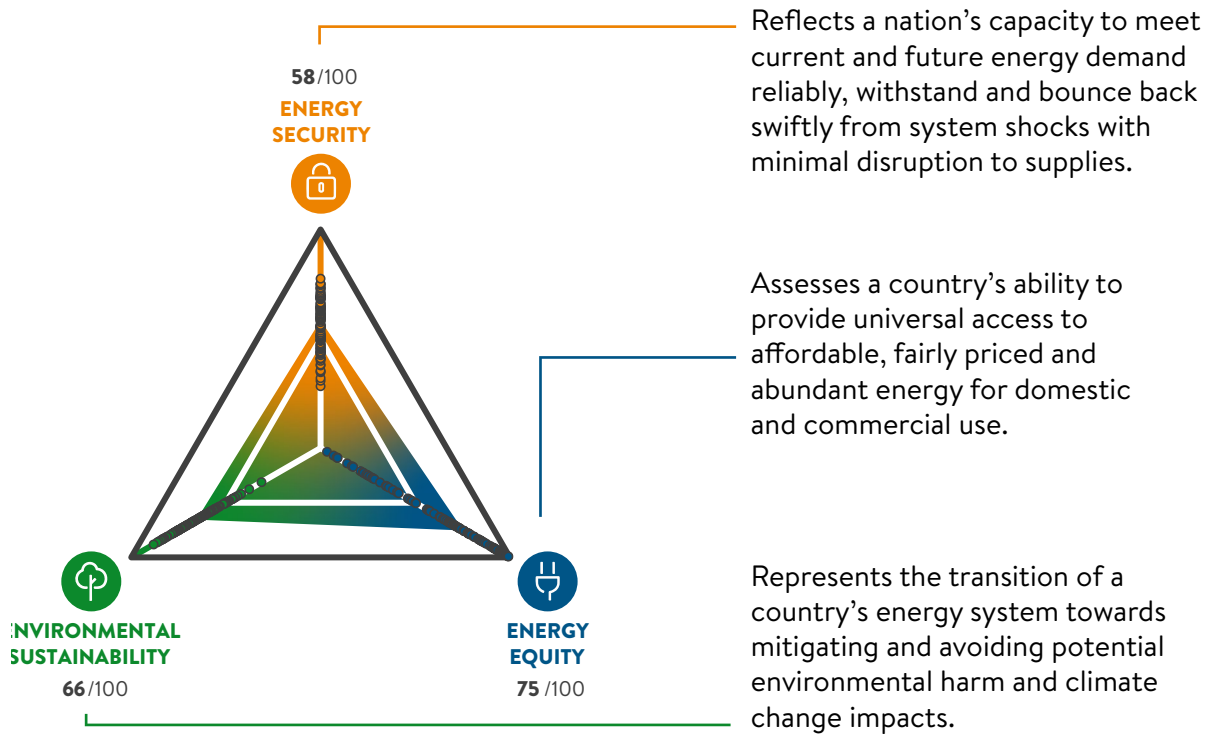 Reflects a nation's capacity to meet
current and future energy demand
reliably, withstand and bounce back
swiftly from system shocks with
minimal disruption to supplies.
58/100
ENERGY
SECURITY
Assesses a country's ability to
provide universal access to
affordable, fairly priced and
abundant energy for domestic
and commercial use.
NVIRONMENTAL
SUSTAINABILITY
66/100
ENERGY
EQUITY
75/100
Represents the transition of a
country's energy system towards
mitigating and avoiding potential
environmental harm and climate
change impacts.